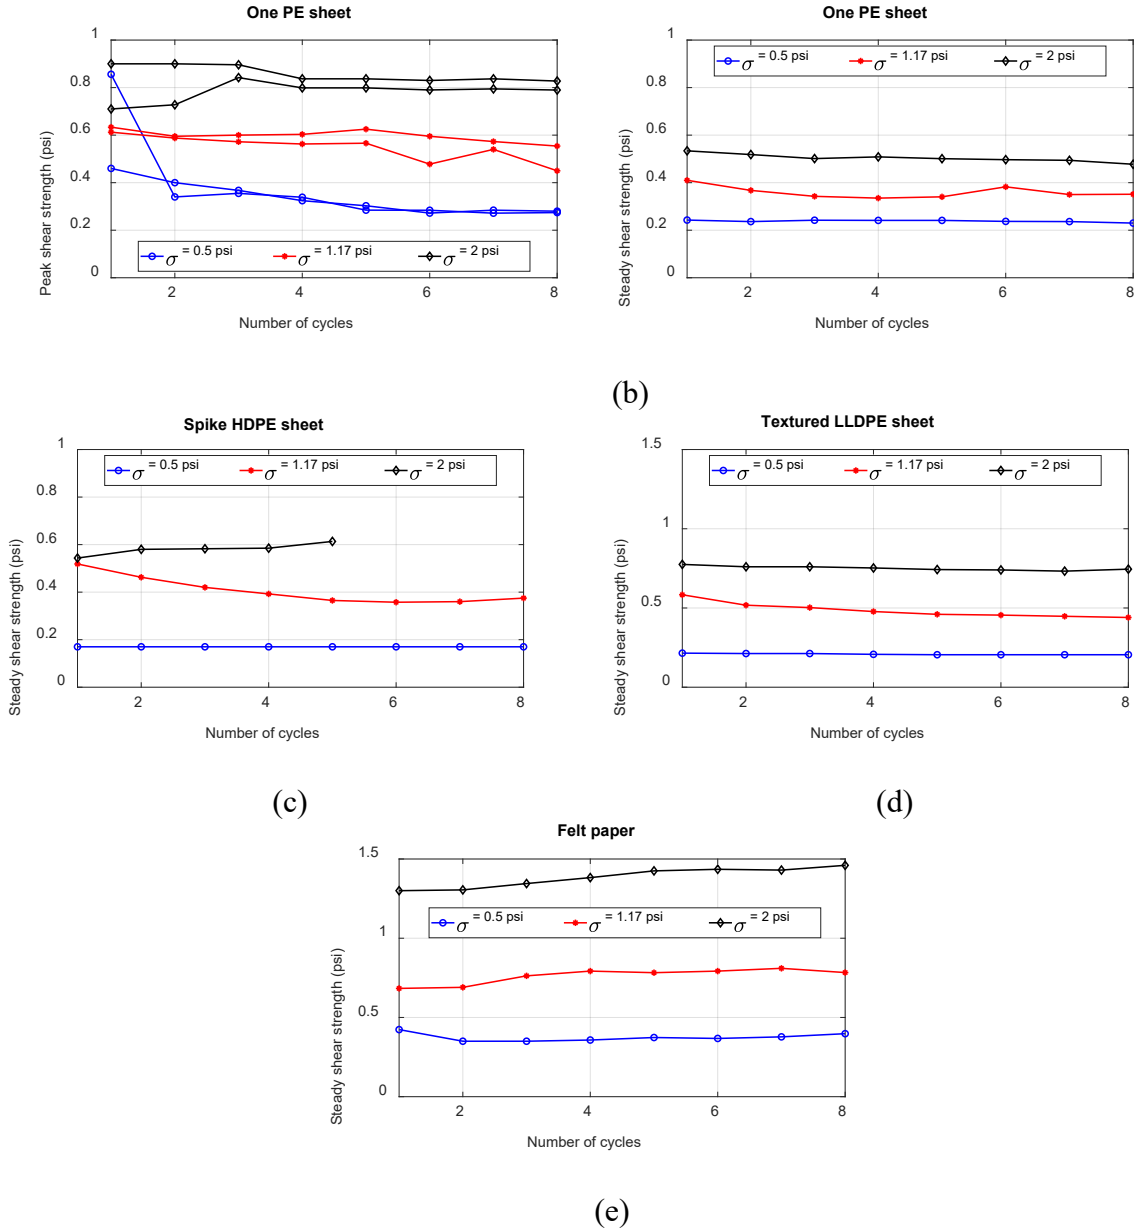 One PE sheet
1
0.8
0.6
0.4
0.2
0
Peak shear strength (psi)
σ = 0.5 psi
σ = 1.17 psi
σ = 2 psi
2
4
6
8
Number of cycles
One PE sheet
1
0.8
0.6
0.4
0.2
0
Steady shear strength (psi)
σ = 0.5 psi
σ = 1.17 psi
σ = 2 psi
2
4
6
8
Number of cycles
(b)
Spike HDPE sheet
1
0.8
0.6
0.4
0.2
0
Steady shear strength (psi)
σ = 0.5 psi
σ = 1.17 psi
σ = 2 psi
2
4
6
8
Number of cycles
(c)
Textured LLDPE sheet
1.5
1
0.5
0
Steady shear strength (psi)
σ = 0.5 psi
σ = 1.17 psi
σ = 2 psi
2
4
6
8
Number of cycles
(d)
Felt paper
1.5
1
0.5
0
Steady shear strength (psi)
σ = 0.5 psi
σ = 1.17 psi
σ = 2 psi
2
4
6
8
Number of cycles
(e)